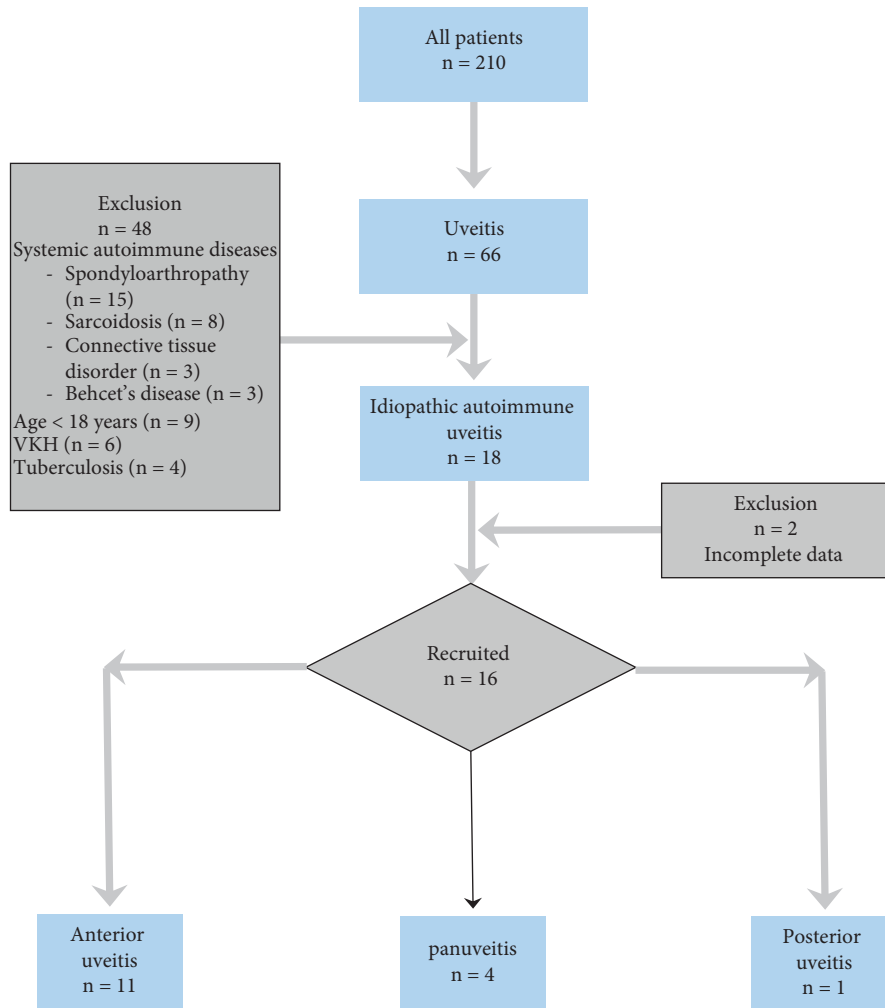 All patients
n = 210
Exclusion
n = 48
Systemic autoimmune diseases
- Spondyloarthropathy
(n = 15)
- Sarcoidosis (n = 8)
- Connective tissue
disorder (n = 3)
- Behcet's disease (n = 3)
Age < 18 years (n = 9)
VKH (n = 6)
Tuberculosis (n = 4)
Uveitis
n = 66
Idiopathic autoimmune
uveitis
n = 18
Exclusion
n = 2
Incomplete data
Recruited
n = 16
Anterior
uveitis
n = 11
panuveitis
n = 4
Posterior
uveitis
n = 1